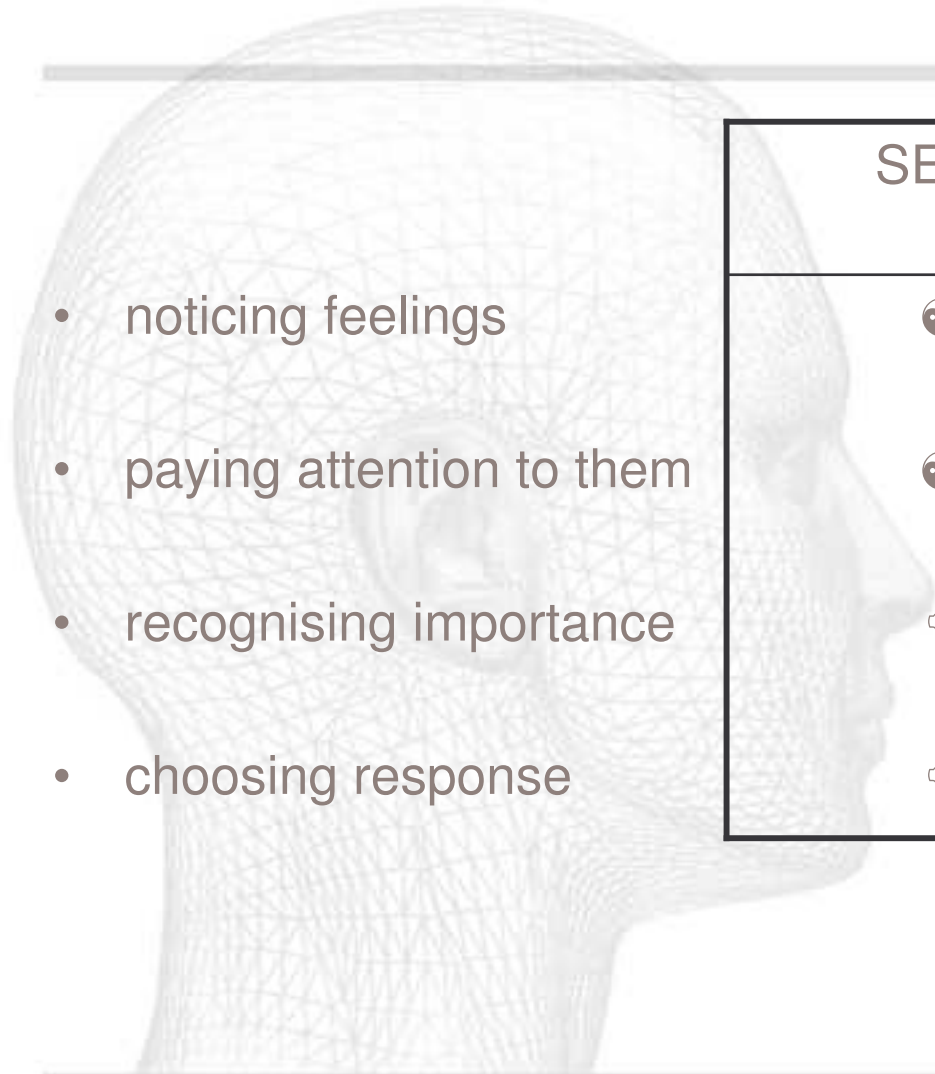 • noticing feelings
• paying attention to them
• recognising importance
• choosing response